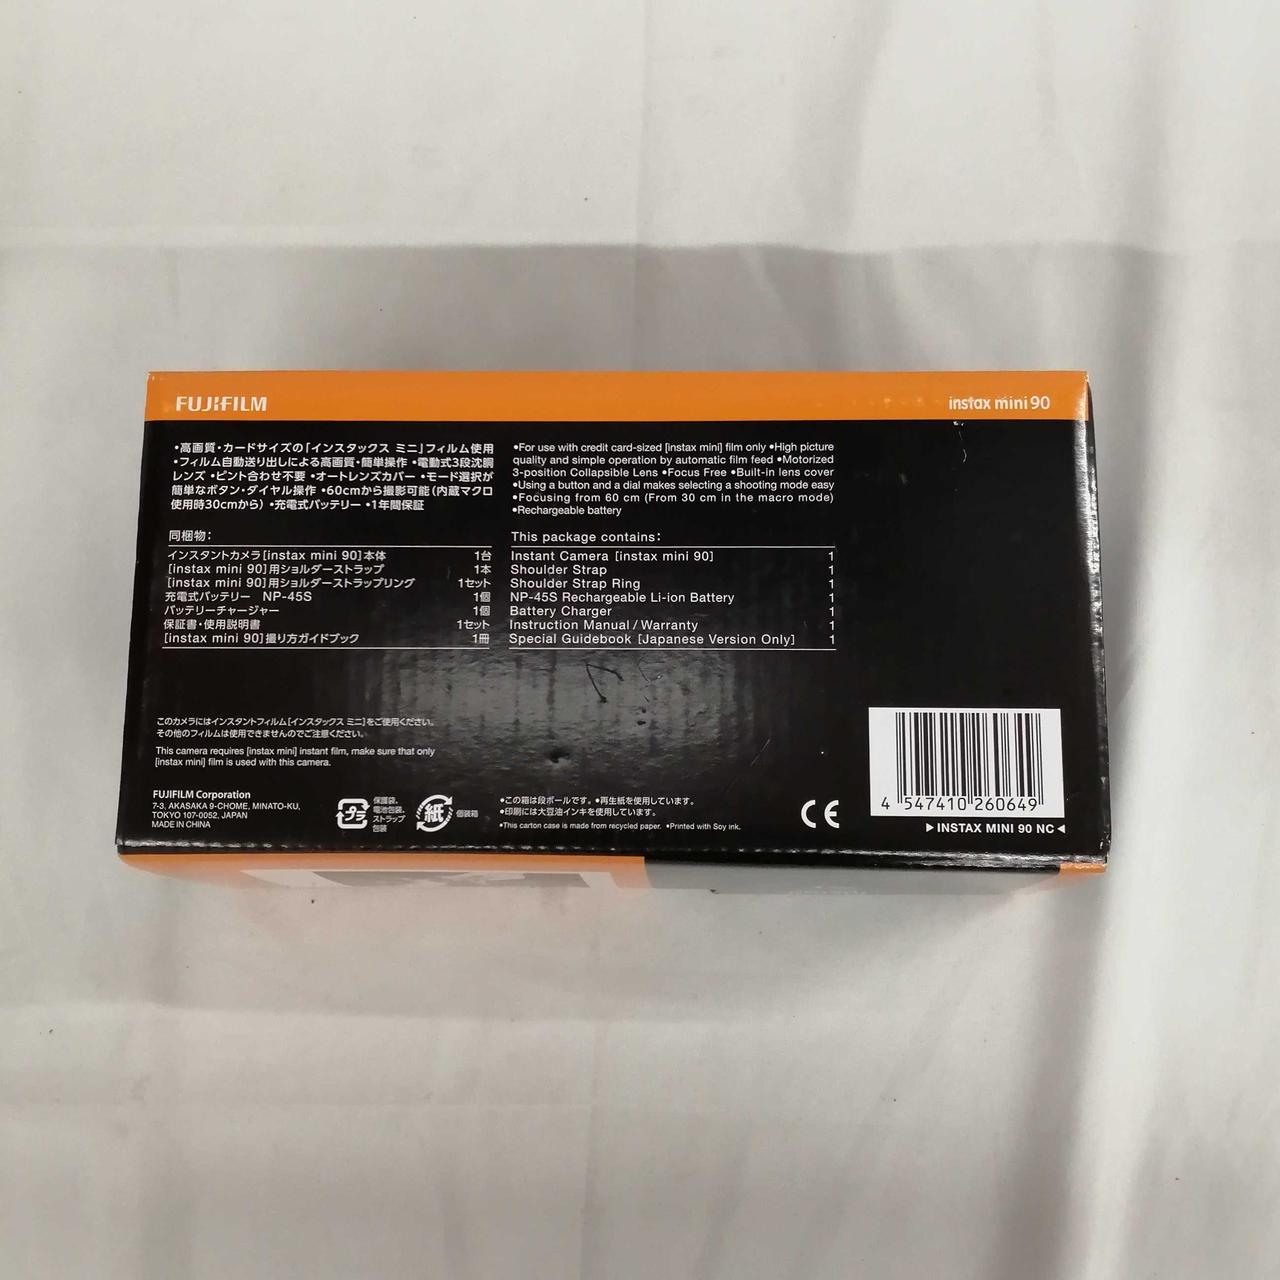 FUJIFILM
instax mini 90
•高画質・カードサイズの「インスタックス ミニ」フィルム使用
•フィルム自動送り出しによる高画質・簡単操作 •電動式3段沈胴
レンズ •ピント合わせ不要 •オートレンズカバー •モード選択が
簡単なボタン・ダイヤル操作 •60cmから撮影可能（内蔵マクロ
使用時30cmから） •充電式バッテリー •1年間保証
•For use with credit card-sized [instax mini] film only •High picture
quality and simple operation by automatic film feed •Motorized
3-position Collapsible Lens •Focus Free •Built-in lens cover
•Using a button and a dial makes selecting a shooting mode easy
•Focusing from 60 cm (From 30 cm in the macro mode)
•Rechargeable battery
同梱物：
インスタントカメラ［instax mini 90］本体 1台
［instax mini 90］用ショルダーストラップ 1本
［instax mini 90］用ショルダーストラップリング 1セット
充電式バッテリー NP-45S 1個
バッテリーチャージャー 1個
保証書・使用説明書 1セット
［instax mini 90］撮り方ガイドブック 1冊
This package contains:
Instant Camera [instax mini 90] 1
Shoulder Strap 1
Shoulder Strap Ring 1
NP-45S Rechargeable Li-ion Battery 1
Battery Charger 1
Instruction Manual / Warranty 1
Special Guidebook [Japanese Version Only] 1
このカメラにはインスタントフィルム［インスタックス ミニ］をご使用ください。
その他のフィルムは使用できませんのでご注意ください。
This camera requires [instax mini] instant film, make sure that only
[instax mini] film is used with this camera.
FUJIFILM Corporation
7-3, AKASAKA 9-CHOME, MINATO-KU,
TOKYO 107-0052, JAPAN
MADE IN CHINA
プラ
保護袋、
電池包装、
ストラップ
包装
紙
個装箱
•この箱は段ボールです。 •再生紙を使用しています。
•印刷には大豆油インキを使用しています。
•This carton case is made from recycled paper. •Printed with Soy ink.
CE
4 547410 260649
▶INSTAX MINI 90 NC◀